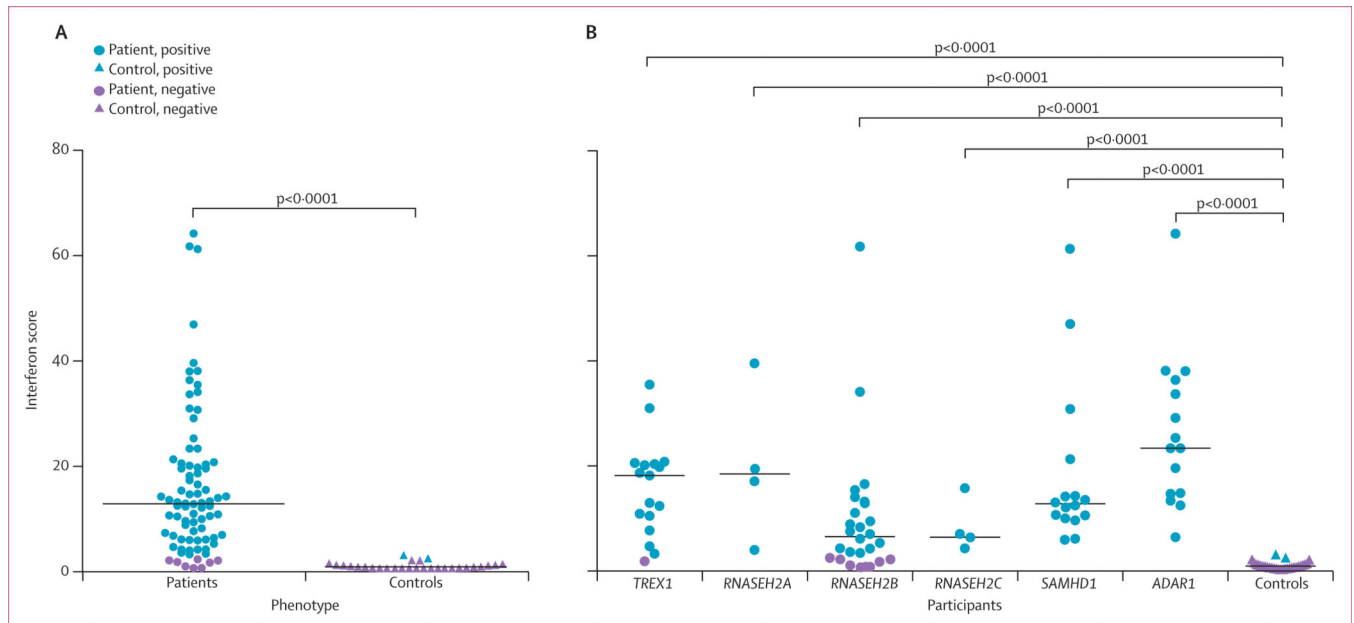 A
Patient, positive
Control, positive
Patient, negative
Control, negative
80
60
40
20
0
Interferon score
p<0·0001
Patients
Controls
Phenotype
B
p<0·0001
p<0·0001
p<0·0001
p<0·0001
p<0·0001
p<0·0001
TREX1
RNASEH2A
RNASEH2B
RNASEH2C
SAMHD1
ADAR1
Controls
Participants